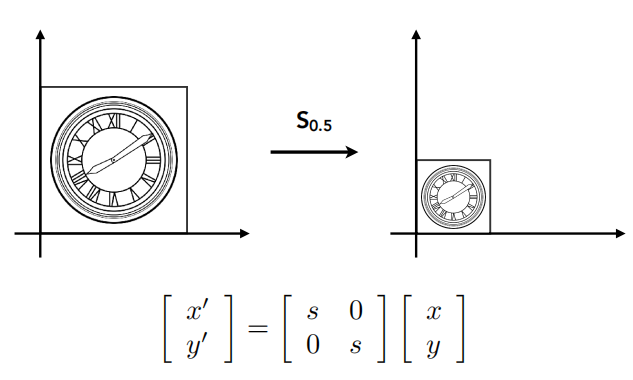 S₀.₅
[ x′ ] = [ s 0 ] [ x ]
[ y′ ] [ 0 s ] [ y ]